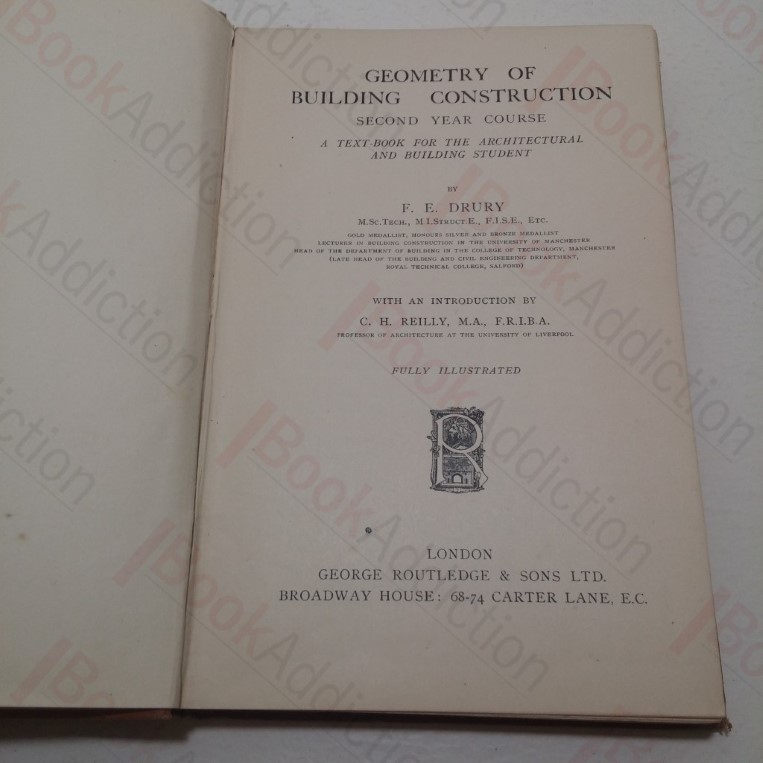 GEOMETRY OF
BUILDING CONSTRUCTION
SECOND YEAR COURSE
A TEXT-BOOK FOR THE ARCHITECTURAL
AND BUILDING STUDENT
BY
F. E. DRURY
M.Sc.Tech., M.I.Struct.E., F.I.S.E., Etc.
GOLD MEDALLIST, HONOURS SILVER AND BRONZE MEDALLIST
LECTURER IN BUILDING CONSTRUCTION IN THE UNIVERSITY OF MANCHESTER
HEAD OF THE DEPARTMENT OF BUILDING IN THE COLLEGE OF TECHNOLOGY, MANCHESTER
(LATE HEAD OF THE BUILDING AND CIVIL ENGINEERING DEPARTMENT,
ROYAL TECHNICAL COLLEGE, SALFORD)
WITH AN INTRODUCTION BY
C. H. REILLY, M.A., F.R.I.B.A.
PROFESSOR OF ARCHITECTURE AT THE UNIVERSITY OF LIVERPOOL
FULLY ILLUSTRATED
R
LONDON
GEORGE ROUTLEDGE & SONS LTD.
BROADWAY HOUSE: 68-74 CARTER LANE, E.C.
BookAddiction